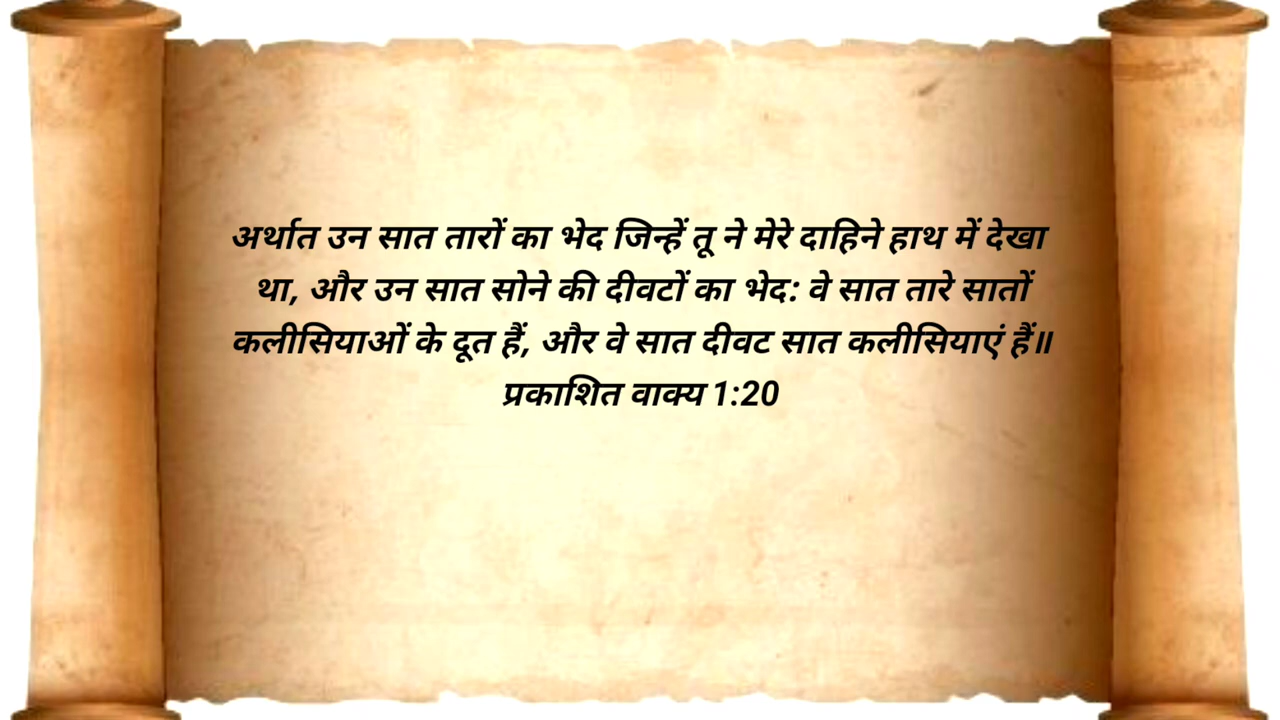 अर्थात उन सात तारों का भेद जिन्हें तू ने मेरे दाहिने हाथ में देखा
था, और उन सात सोने की दीवटों का भेद: वे सात तारे सातों
कलीसियाओं के दूत हैं, और वे सात दीवट सात कलीसियाएं हैं॥
प्रकाशित वाक्य 1:20